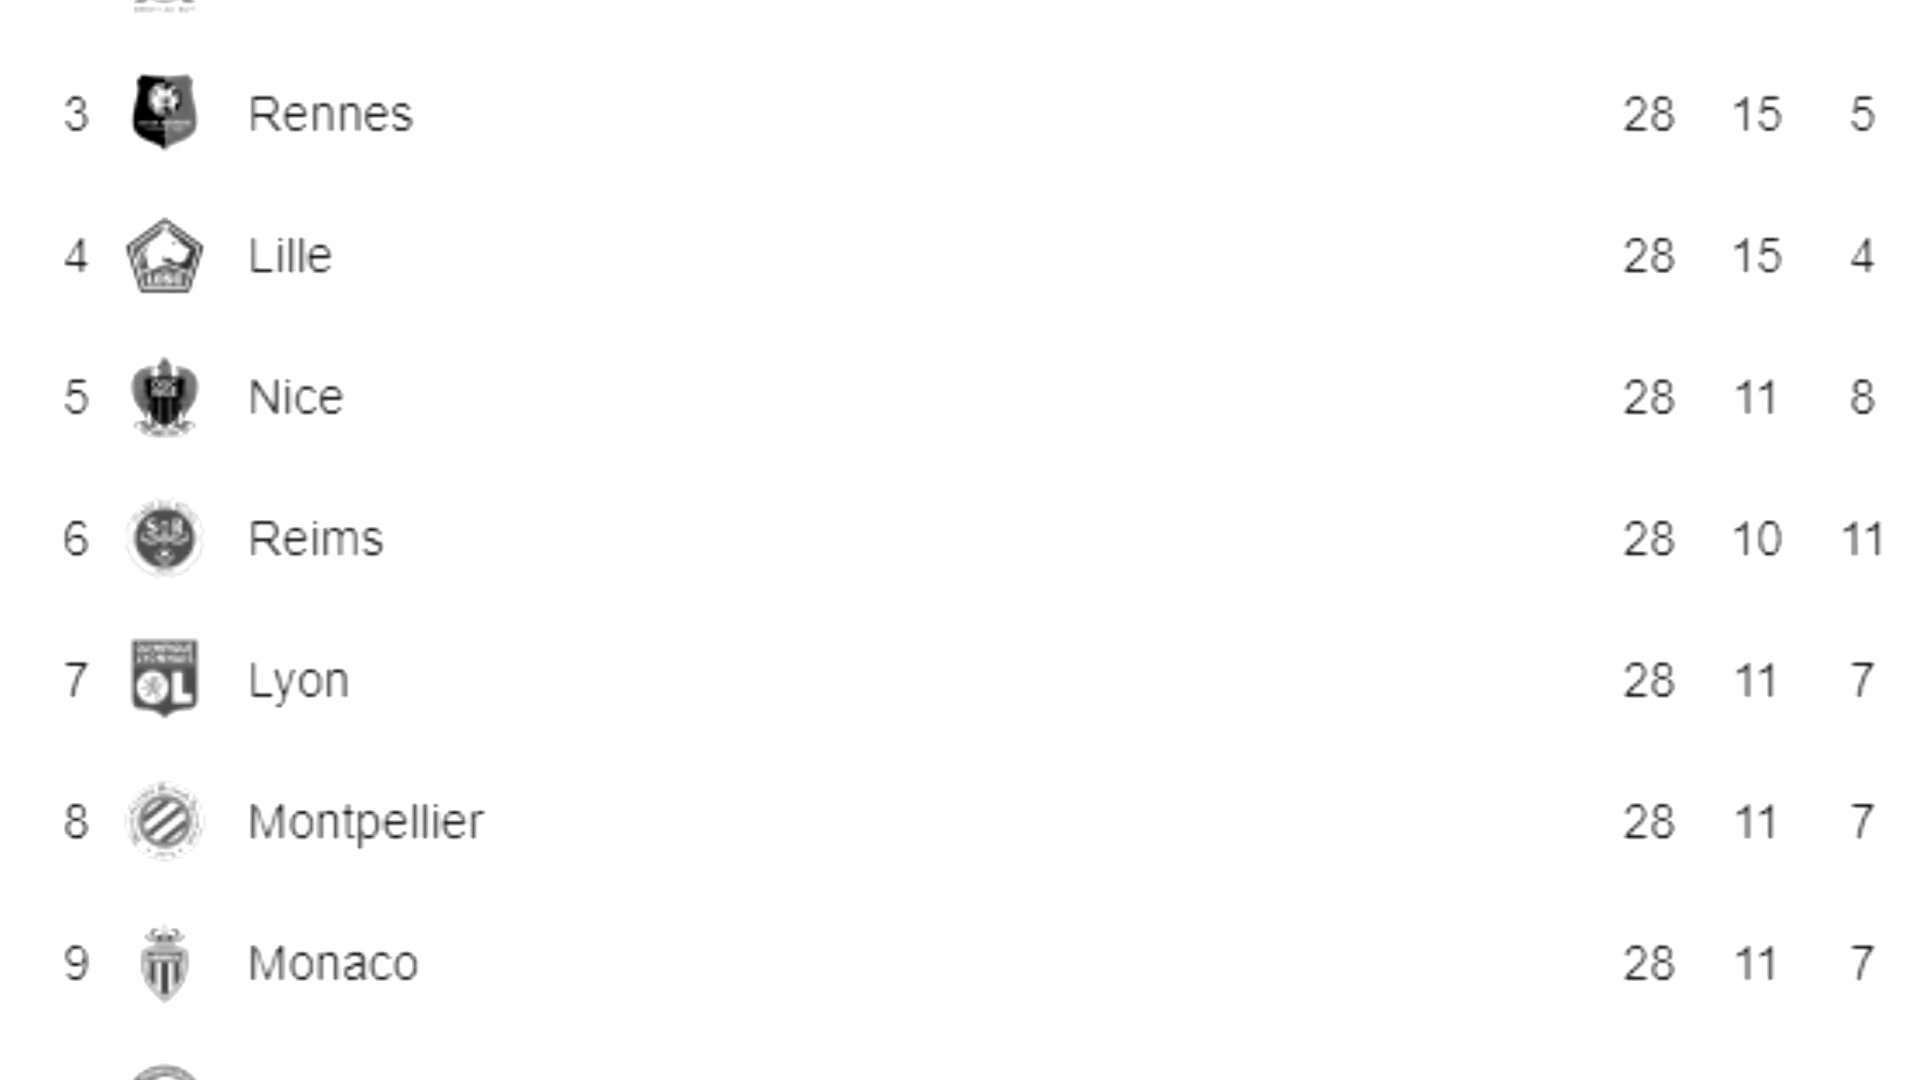 3 Rennes 28 15 5
4 Lille 28 15 4
5 Nice 28 11 8
6 Reims 28 10 11
7 OL Lyon 28 11 7
8 Montpellier 28 11 7
9 Monaco 28 11 7